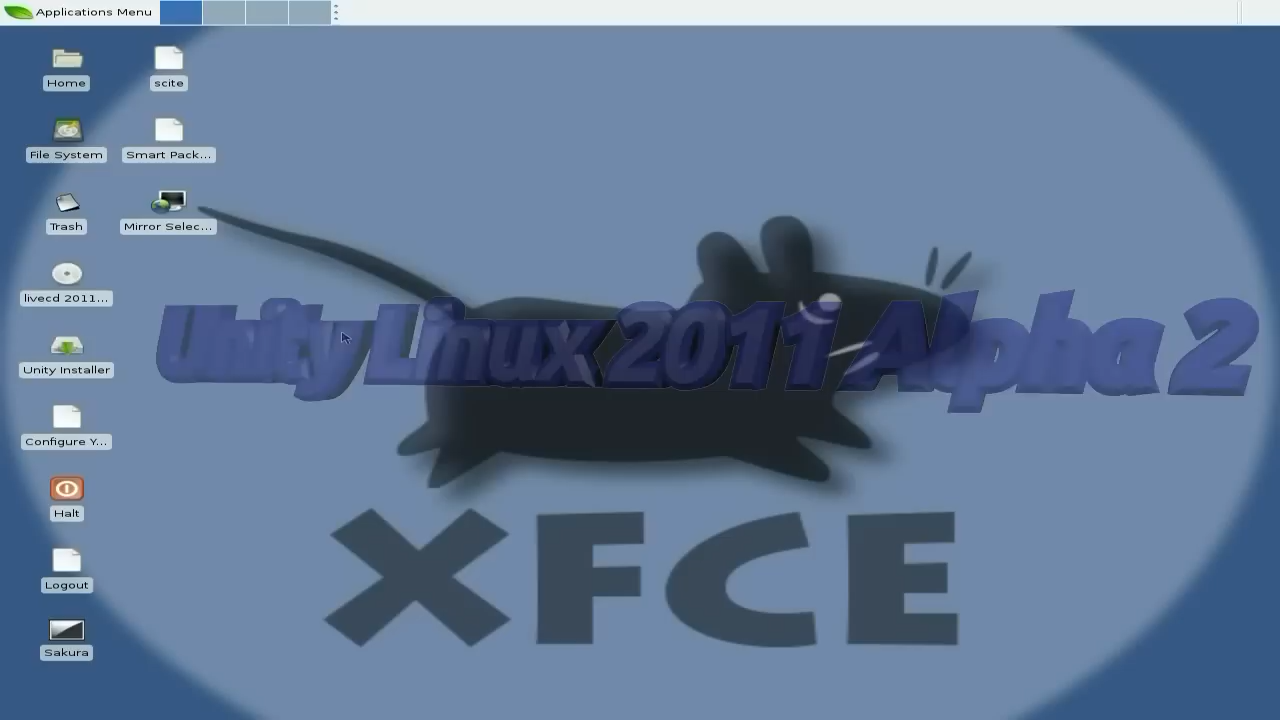 Applications Menu
Home
scite
File System
Smart Pack...
Trash
Mirror Selec...
livecd 2011...
Unity Installer
Configure Y...
Halt
Logout
Sakura
Unity Linux 2011 Alpha 2
XFCE